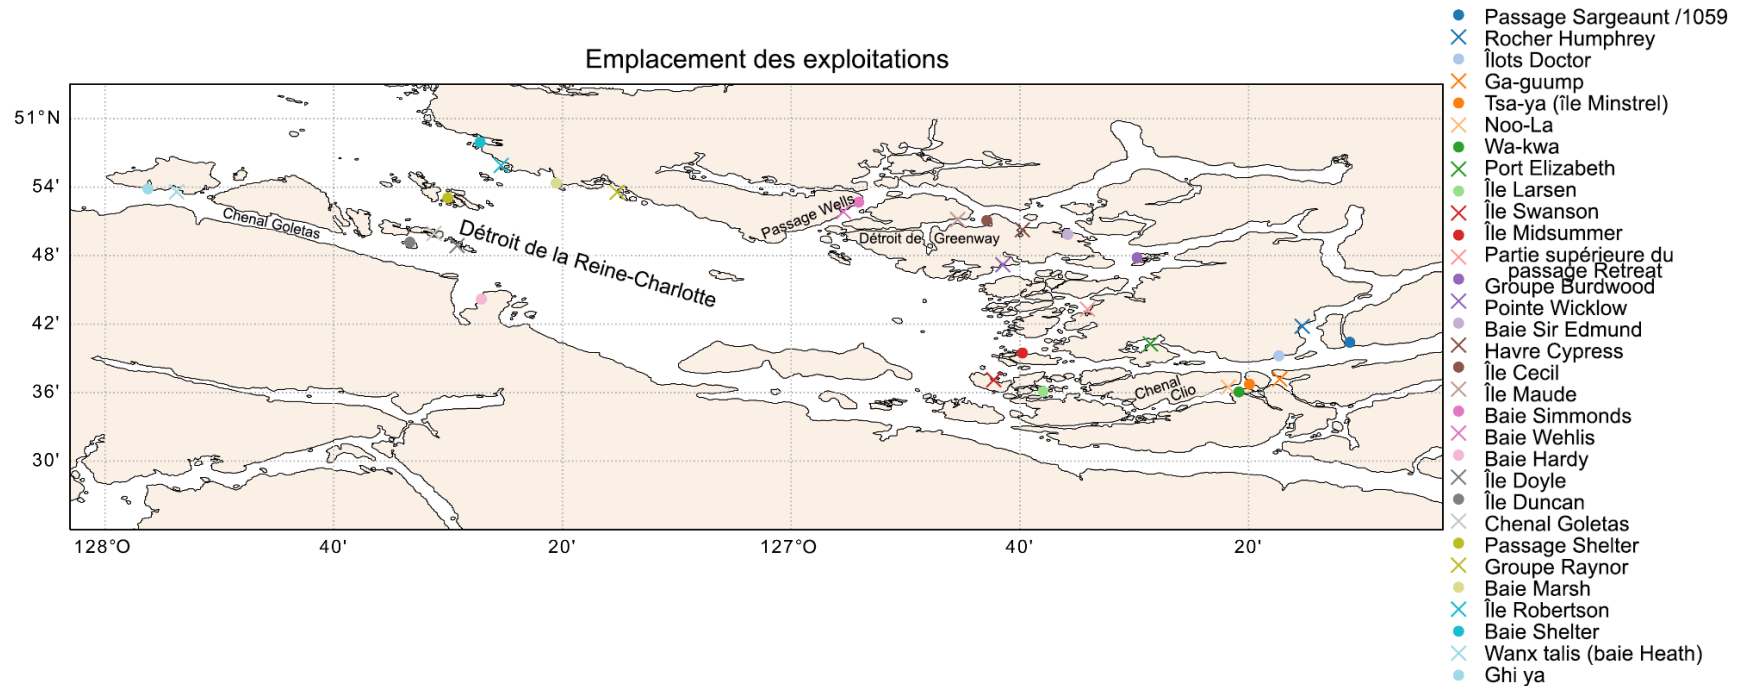 Emplacement des exploitations
51°N
54'
48'
42'
36'
30'
128°O
40'
20'
127°O
40'
20'
Chenal Goletas
Détroit de la Reine-Charlotte
Passage Wells
Détroit de Greenway
Chenal
Clio
Passage Sargeaunt /1059
Rocher Humphrey
Îlots Doctor
Ga-guump
Tsa-ya (île Minstrel)
Noo-La
Wa-kwa
Port Elizabeth
Île Larsen
Île Swanson
Île Midsummer
Partie supérieure du
passage Retreat
Groupe Burdwood
Pointe Wicklow
Baie Sir Edmund
Havre Cypress
Île Cecil
Île Maude
Baie Simmonds
Baie Wehlis
Baie Hardy
Île Doyle
Île Duncan
Chenal Goletas
Passage Shelter
Groupe Raynor
Baie Marsh
Île Robertson
Baie Shelter
Wanx talis (baie Heath)
Ghi ya